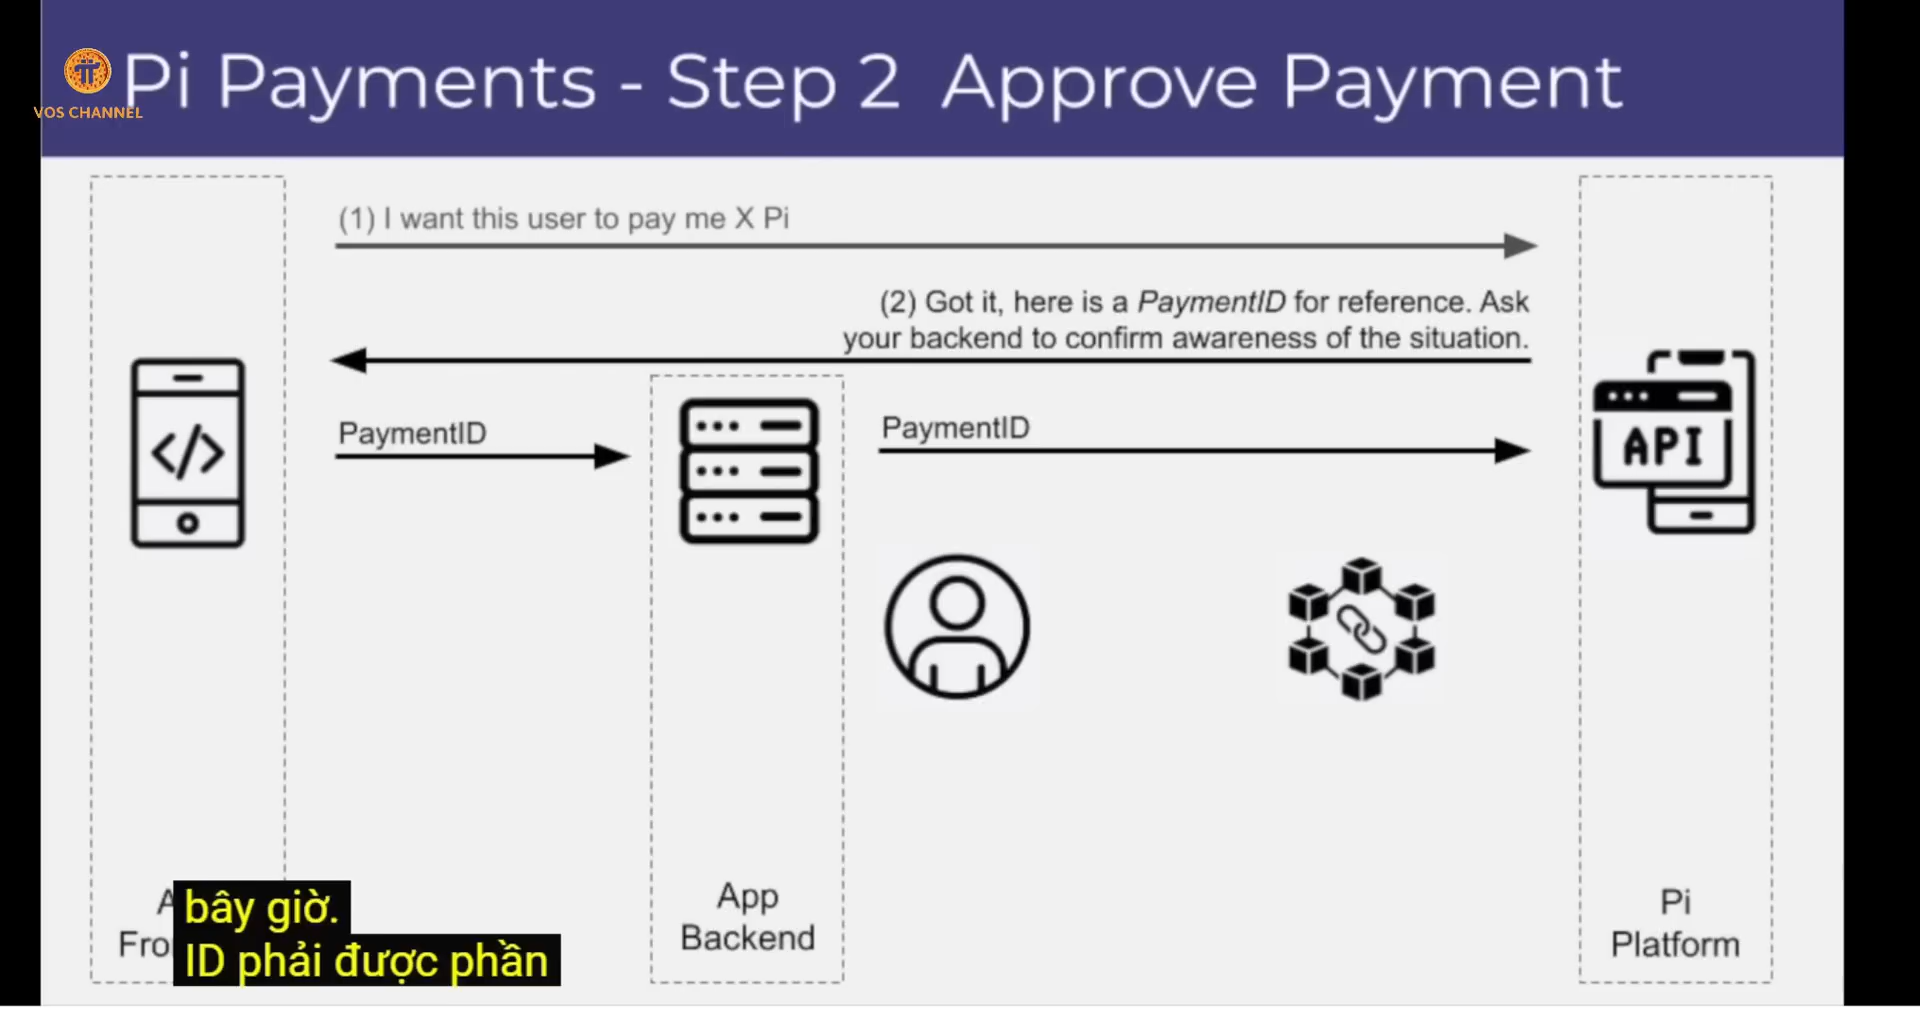 Pi Payments - Step 2 Approve Payment
VOS CHANNEL
(1) I want this user to pay me X Pi
(2) Got it, here is a PaymentID for reference. Ask
your backend to confirm awareness of the situation.
PaymentID
PaymentID
API
App
Backend
Pi
Platform
bây giờ.
ID phải được phần